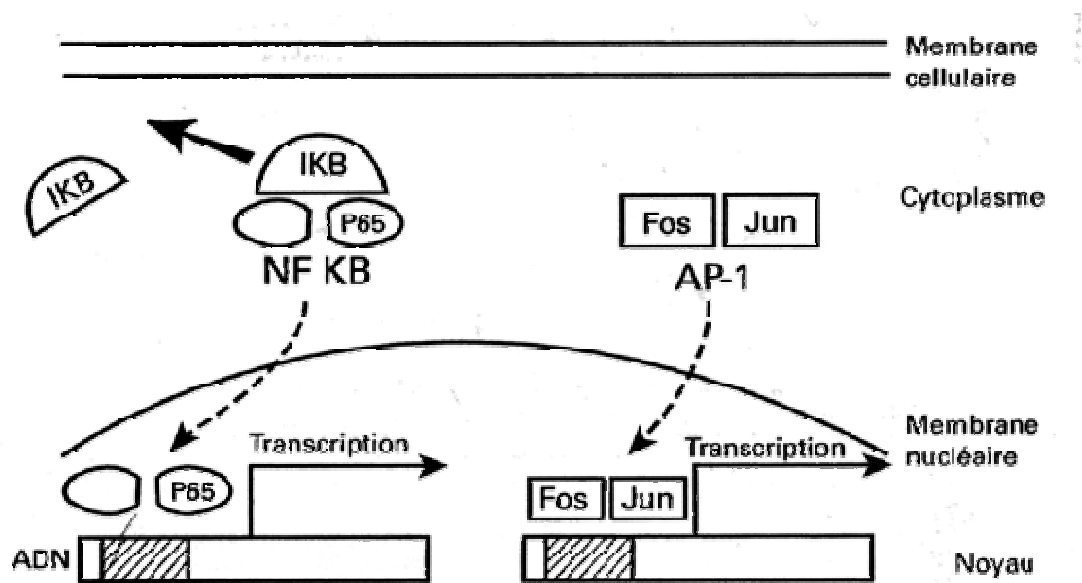 Membrane
cellulaire
IKB
IKB
P65
NF KB
Fos Jun
AP-1
Cytoplasme
Transcription
Transcription
Membrane
nucléaire
P65
Fos Jun
ADN
Noyau